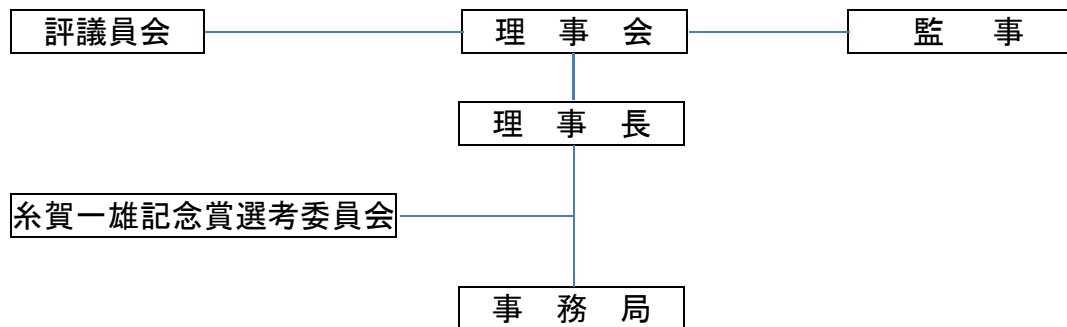 評議員会
理　事　会
監　　事
理　事　長
糸賀一雄記念賞選考委員会
事　務　局